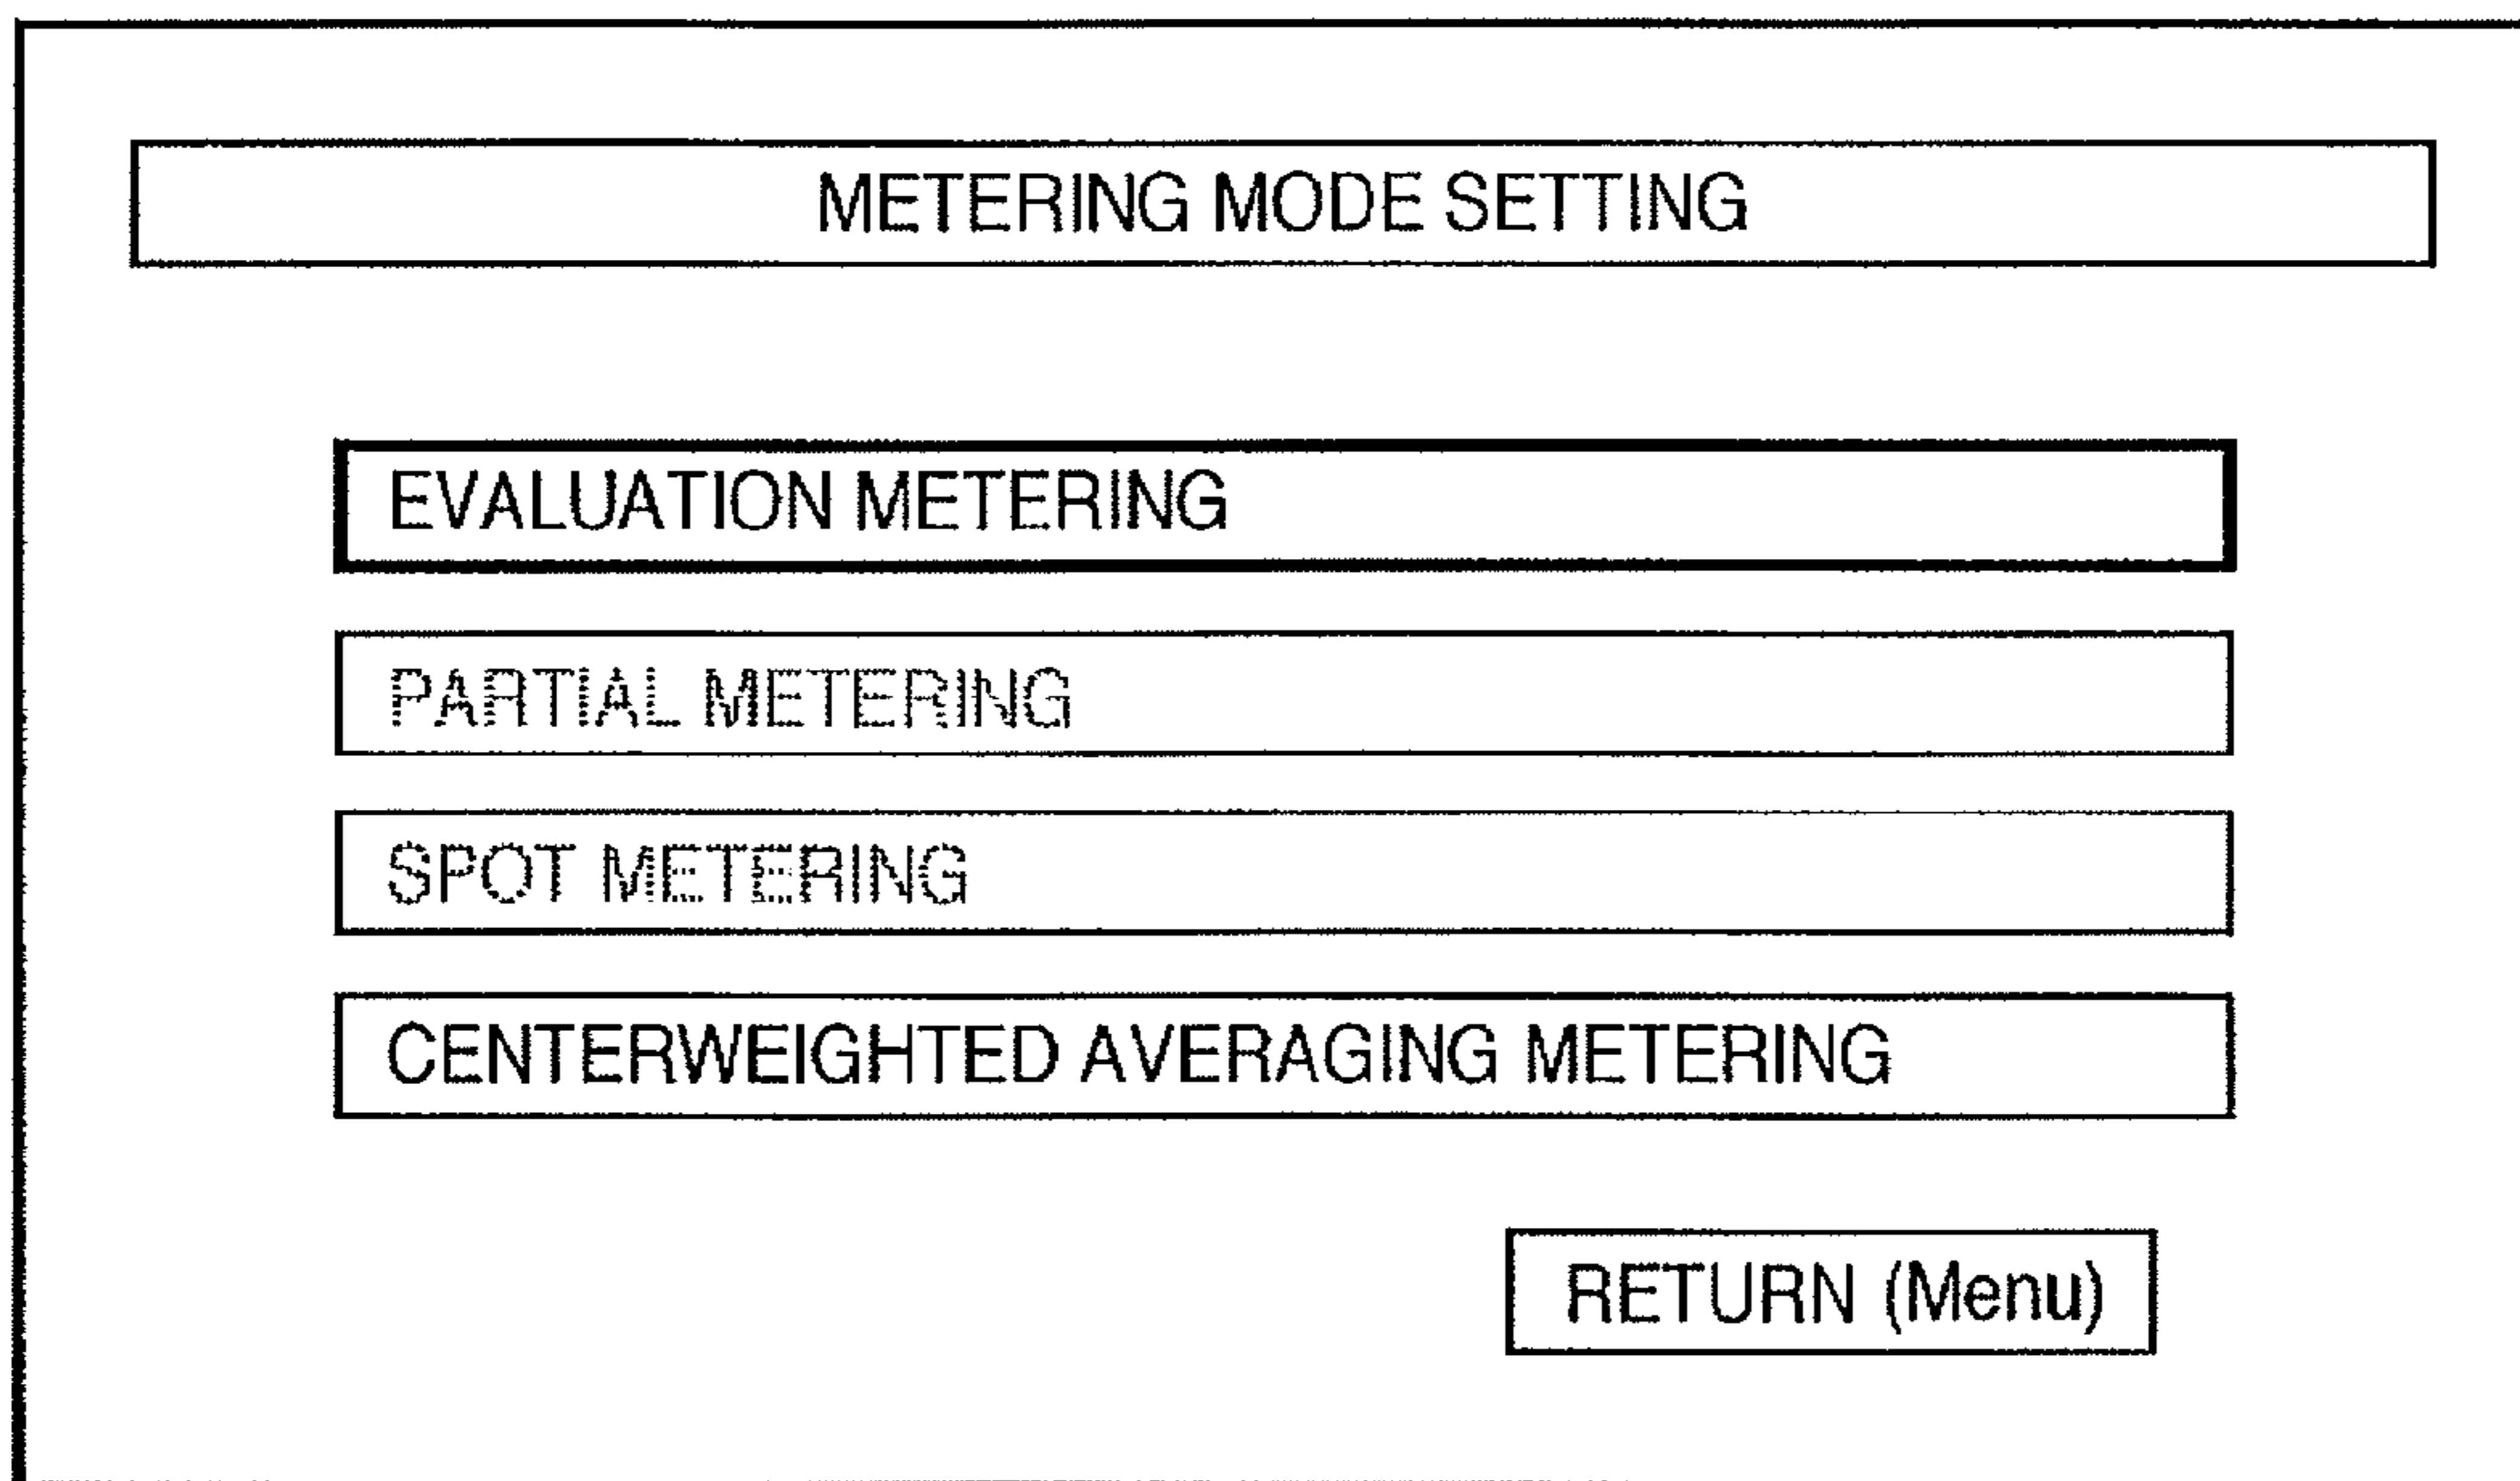 METERING MODE SETTING
EVALUATION METERING
PARTIAL METERING
SPOT METERING
CENTERWEIGHTED AVERAGING METERING
RETURN (Menu)